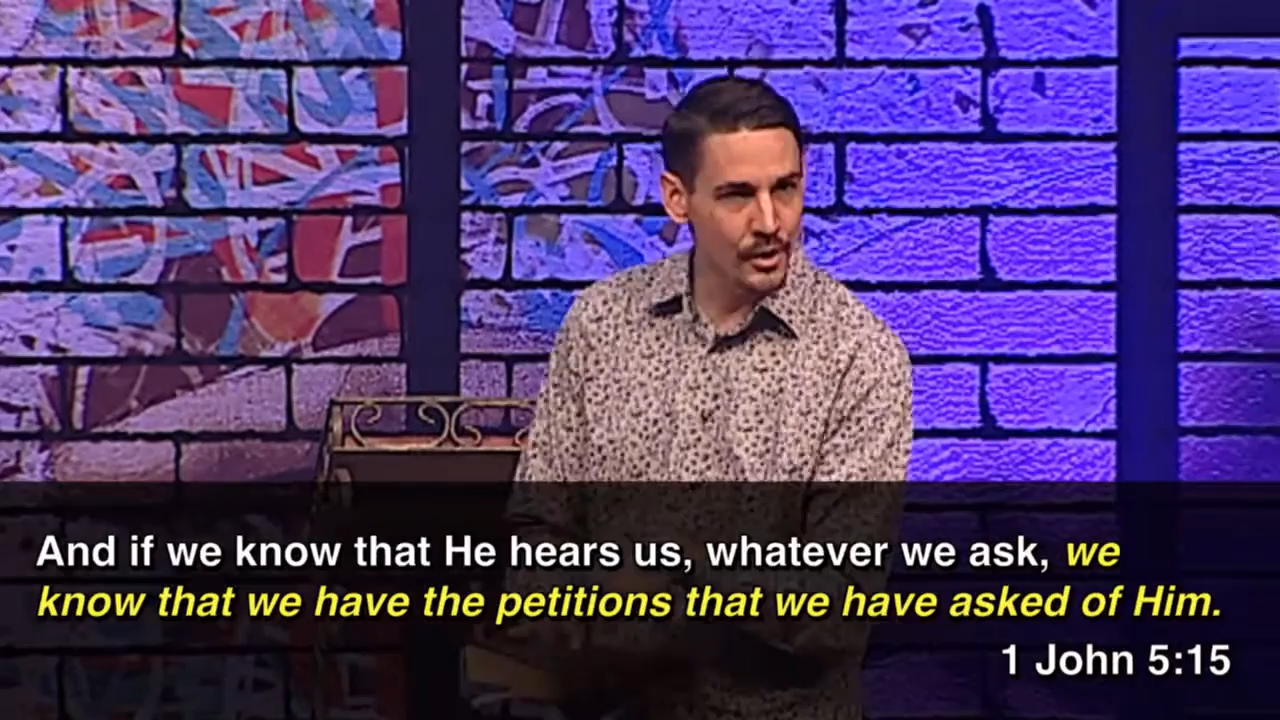 And if we know that He hears us, whatever we ask, we
know that we have the petitions that we have asked of Him.
1 John 5:15